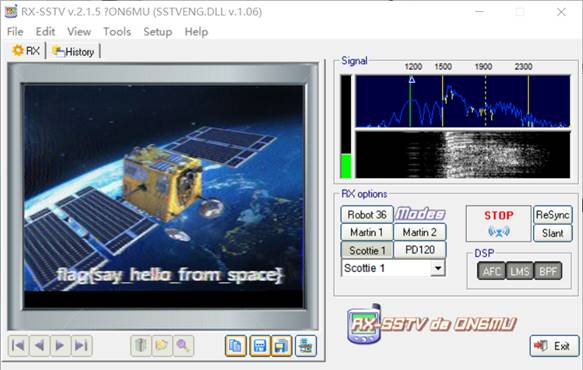 RX-SSTV v.2.1.5 ?ON6MU (SSTVENG.DLL v.1.06)
File Edit View Tools Setup Help
RX History
flag{say_hello_from_space}
Signal
1200 1500 1900 2300
RX options
Robot 36 Modes
Martin 1 Martin 2
Scottie 1 PD120
Scottie 1
STOP
ReSync
Slant
DSP
AFC LMS BPF
RX-SSTV de ON6MU
Exit